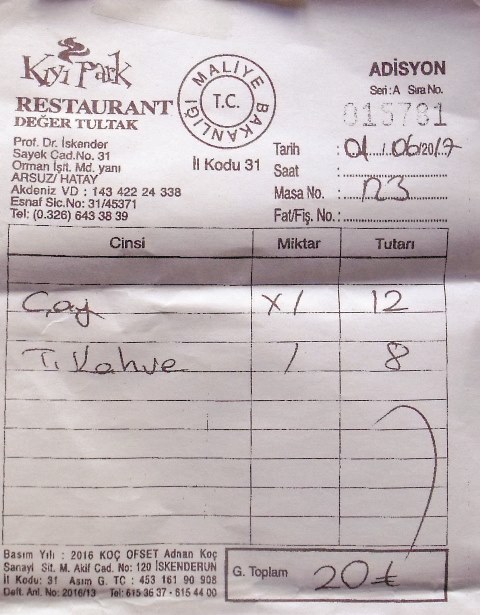 Kıyı Park
RESTAURANT
DEĞER TULTAK
Prof. Dr. İskender
Sayek Cad.No. 31
Orman İşlt. Md. yanı
ARSUZ/ HATAY
Akdeniz VD : 143 422 24 338
Esnaf Sic.No: 31/45371
Tel: (0.326) 643 38 39
MALİYE BAKANLIĞI
T.C.
İl Kodu 31
ADİSYON
Seri : A Sıra No.
015781
Tarih : 01/06/2017
Saat :
Masa No. : R3
Fat/Fiş. No. :
Cinsi Miktar Tutarı
Çay x1 12
T. Kahve 1 8
Basım Yılı : 2016 KOÇ OFSET Adnan Koç
Sanayi Sit. M. Akif Cad. No: 120 İSKENDERUN
İl Kodu: 31 Asım G. TC : 453 161 90 908
Deft. Anl. No: 2016/13 Tel: 615 36 37 - 615 44 00
G. Toplam 20₺